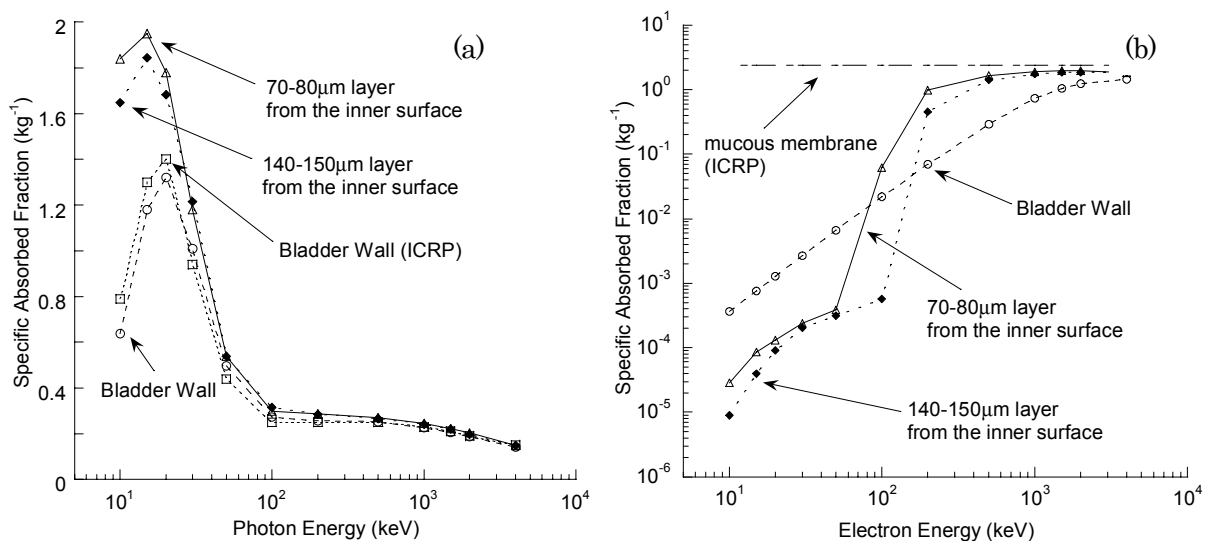 (a)
Specific Absorbed Fraction (kg⁻¹)
2
1.6
1.2
0.8
0.4
0
70-80μm layer
from the inner surface
140-150μm layer
from the inner surface
Bladder Wall (ICRP)
Bladder Wall
10¹
10²
10³
10⁴
Photon Energy (keV)
(b)
Specific Absorbed Fraction (kg⁻¹)
10²
10¹
10⁰
10⁻¹
10⁻²
10⁻³
10⁻⁴
10⁻⁵
10⁻⁶
mucous membrane
(ICRP)
Bladder Wall
70-80μm layer
from the inner surface
140-150μm layer
from the inner surface
10¹
10²
10³
10⁴
Electron Energy (keV)